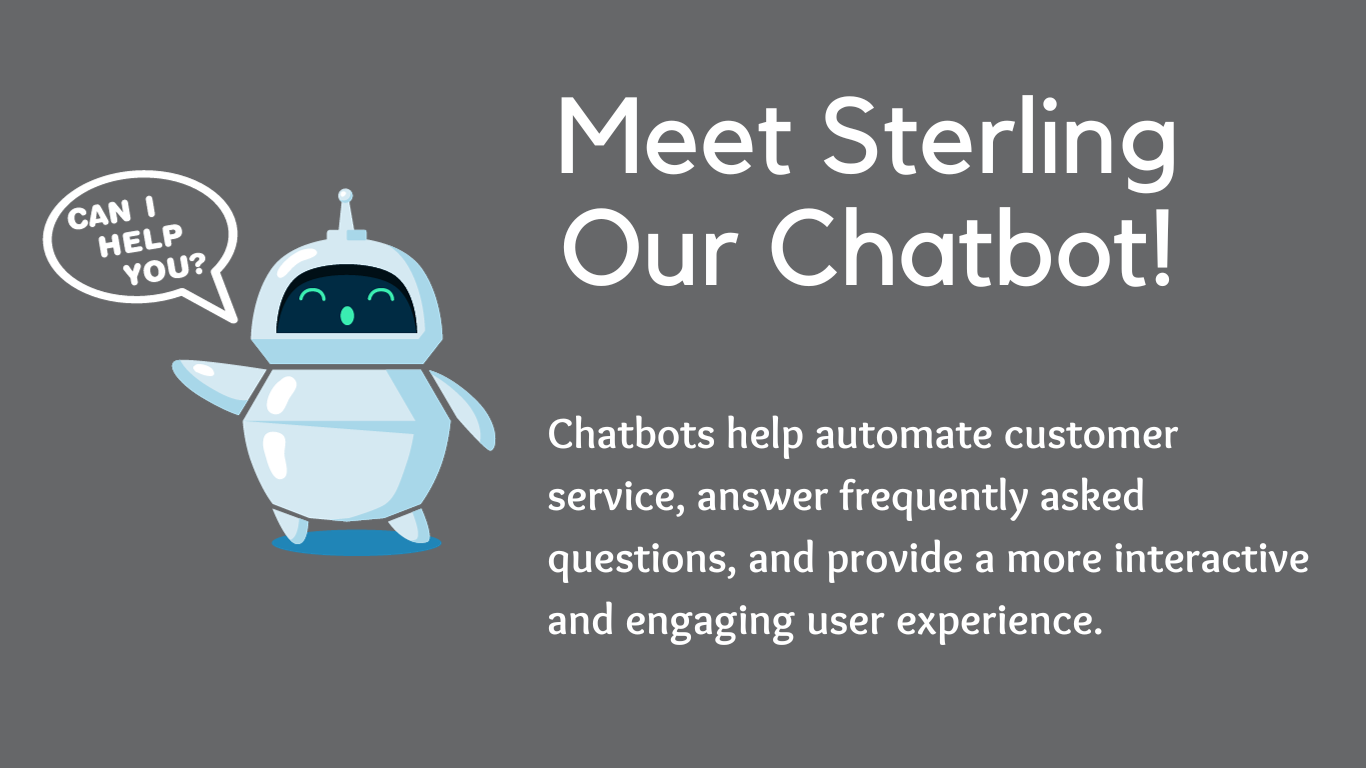 Meet Sterling
Our Chatbot!
CAN I
HELP
YOU?
Chatbots help automate customer
service, answer frequently asked
questions, and provide a more interactive
and engaging user experience.